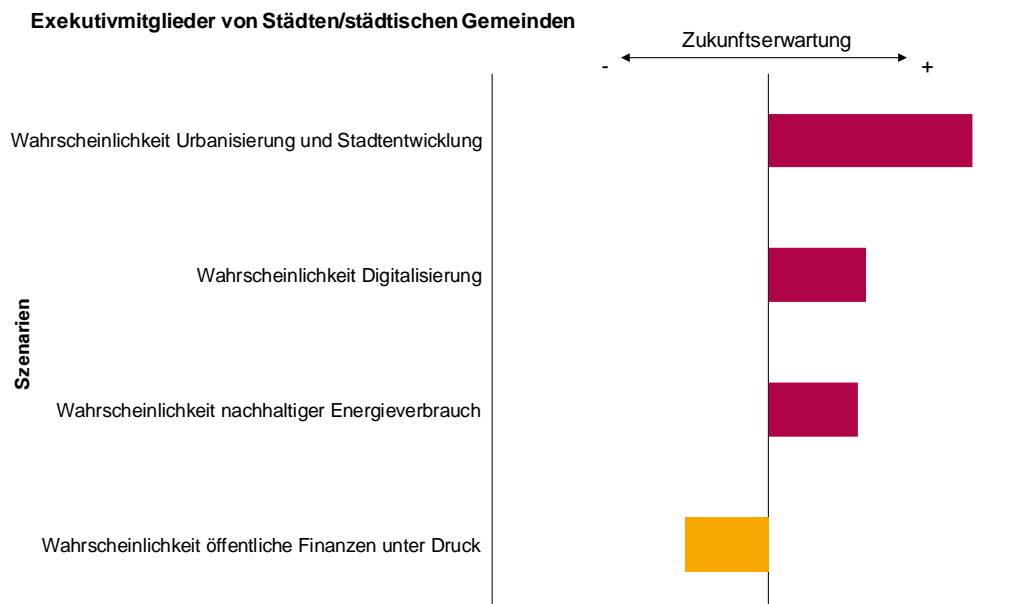 Exekutivmitglieder von Städten/städtischen Gemeinden
Zukunftserwartung
- +
Wahrscheinlichkeit Urbanisierung und Stadtentwicklung
Wahrscheinlichkeit Digitalisierung
Szenarien
Wahrscheinlichkeit nachhaltiger Energieverbrauch
Wahrscheinlichkeit öffentliche Finanzen unter Druck